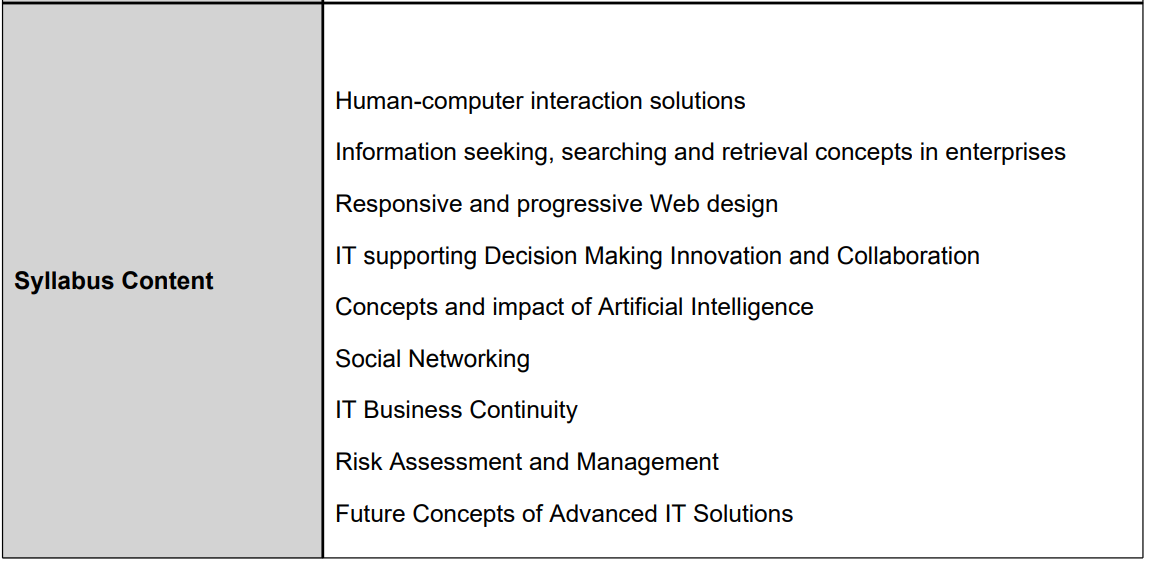 Syllabus Content
Human-computer interaction solutions
Information seeking, searching and retrieval concepts in enterprises
Responsive and progressive Web design
IT supporting Decision Making Innovation and Collaboration
Concepts and impact of Artificial Intelligence
Social Networking
IT Business Continuity
Risk Assessment and Management
Future Concepts of Advanced IT Solutions